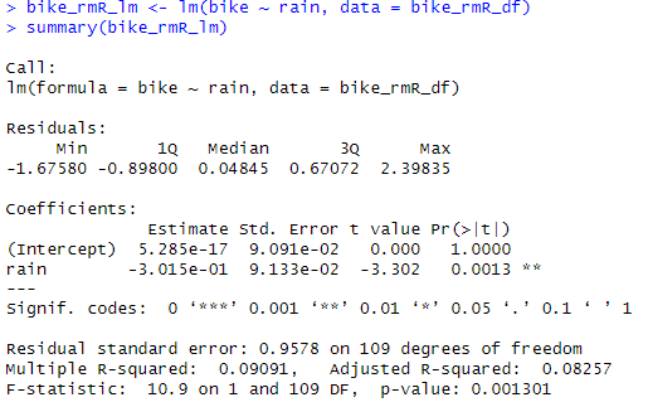 > bike_rmR_lm <- lm(bike ~ rain, data = bike_rmR_df)
> summary(bike_rmR_lm)
Call:
lm(formula = bike ~ rain, data = bike_rmR_df)
Residuals:
     Min       1Q   Median       3Q      Max
-1.67580 -0.89800  0.04845  0.67072  2.39835
Coefficients:
              Estimate Std. Error t value Pr(>|t|)
(Intercept)  5.285e-17  9.091e-02   0.000   1.0000
rain        -3.015e-01  9.133e-02  -3.302   0.0013 **
---
Signif. codes:  0 ‘***’ 0.001 ‘**’ 0.01 ‘*’ 0.05 ‘.’ 0.1 ‘ ’ 1
Residual standard error: 0.9578 on 109 degrees of freedom
Multiple R-squared:  0.09091,   Adjusted R-squared:  0.08257
F-statistic:  10.9 on 1 and 109 DF,  p-value: 0.001301